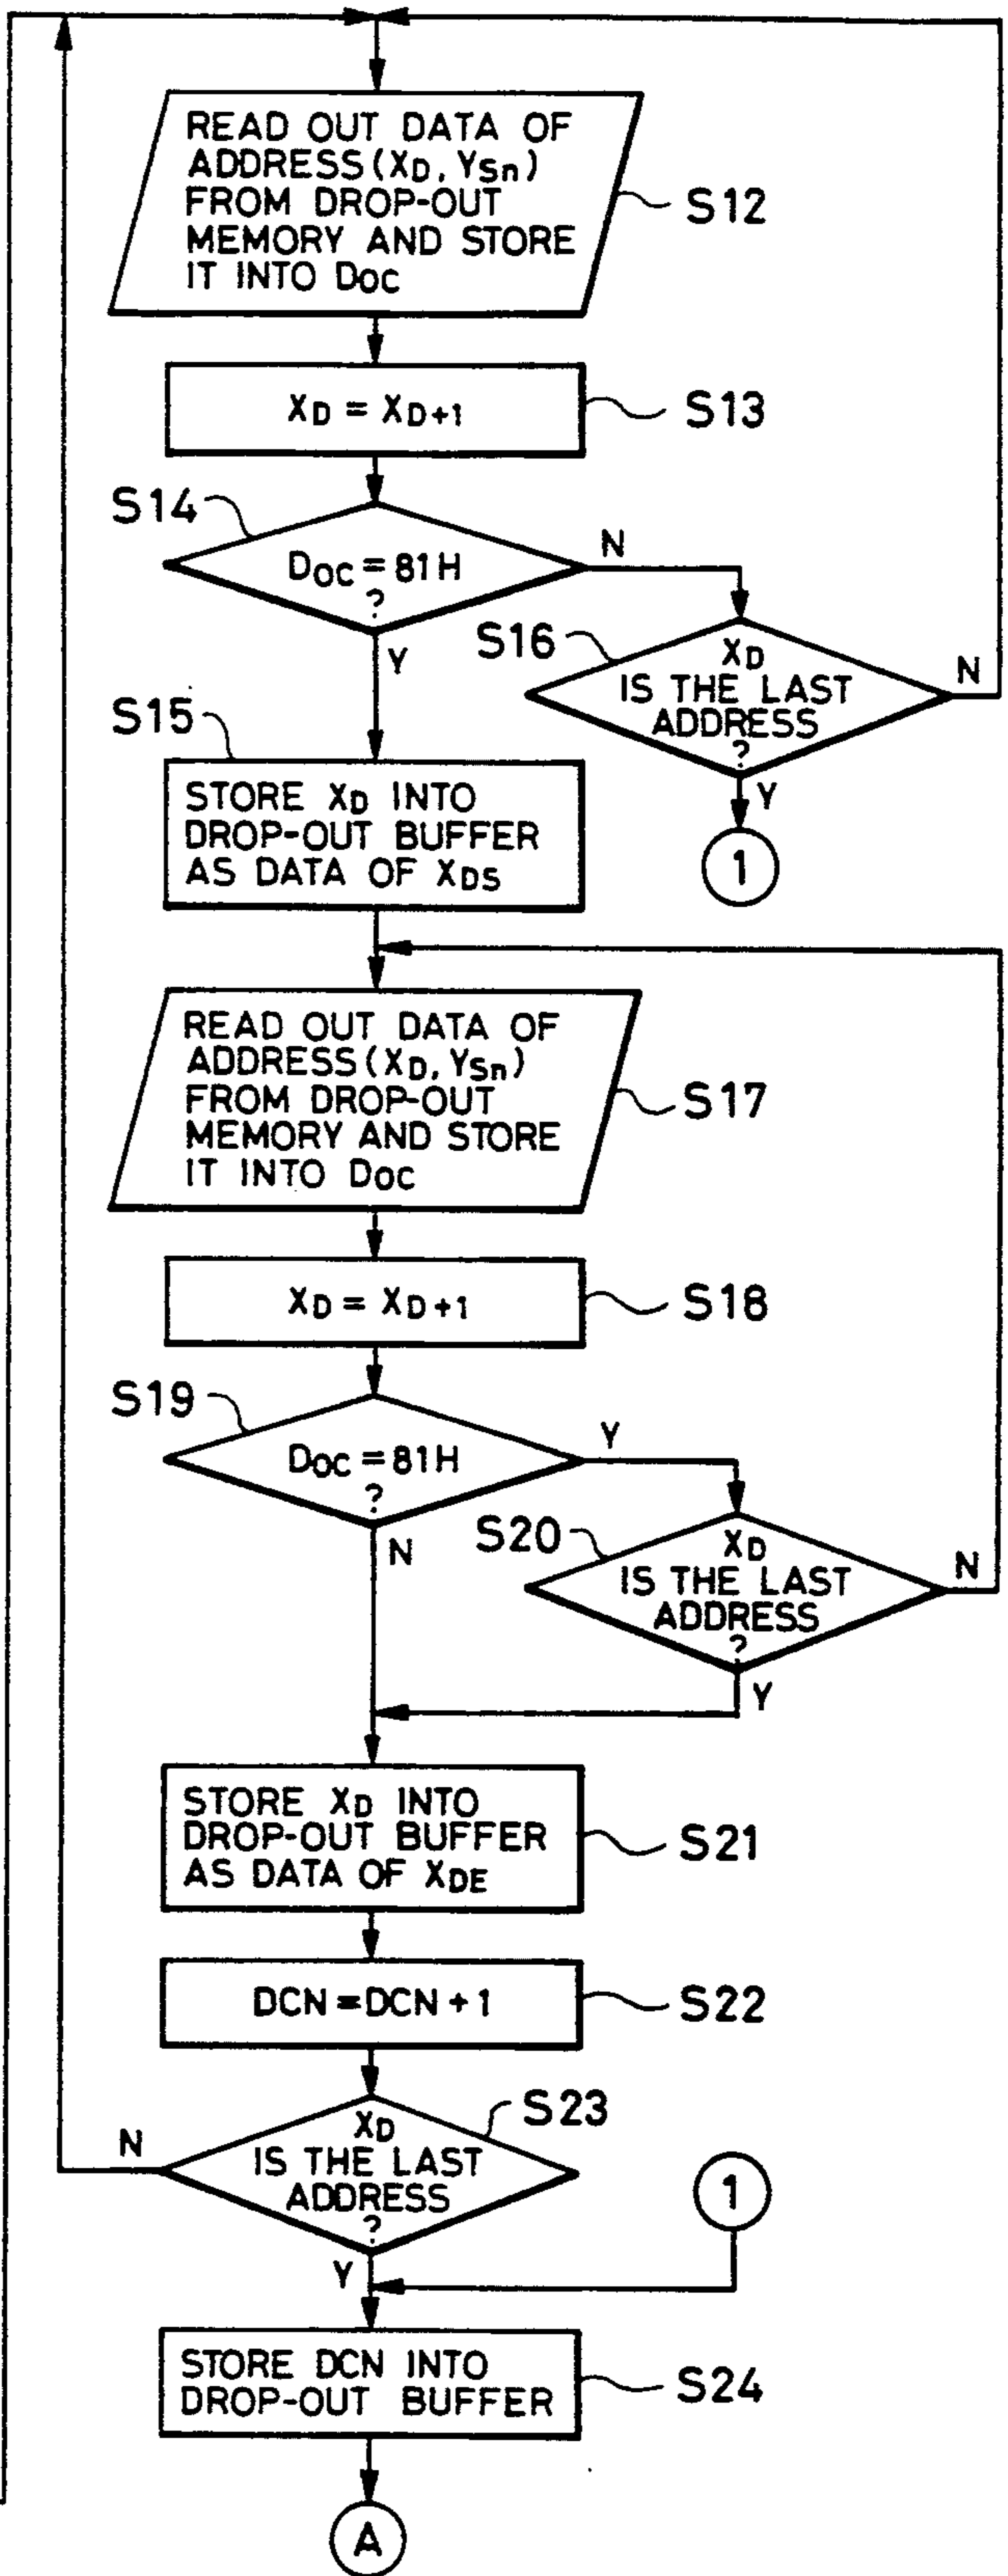 READ OUT DATA OF
ADDRESS (XD, YSn)
FROM DROP-OUT
MEMORY AND STORE
IT INTO DOC
S12
XD = XD+1
S13
S14
DOC = 81H
?
N
Y
S16
XD
IS THE LAST
ADDRESS
?
N
Y
1
S15
STORE XD INTO
DROP-OUT BUFFER
AS DATA OF XDS
READ OUT DATA OF
ADDRESS (XD, YSn)
FROM DROP-OUT
MEMORY AND STORE
IT INTO DOC
S17
XD = XD+1
S18
S19
DOC = 81H
?
Y
N
S20
XD
IS THE LAST
ADDRESS
?
N
Y
STORE XD INTO
DROP-OUT BUFFER
AS DATA OF XDE
S21
DCN = DCN + 1
S22
S23
XD
IS THE LAST
ADDRESS
?
N
Y
1
STORE DCN INTO
DROP-OUT BUFFER
S24
A